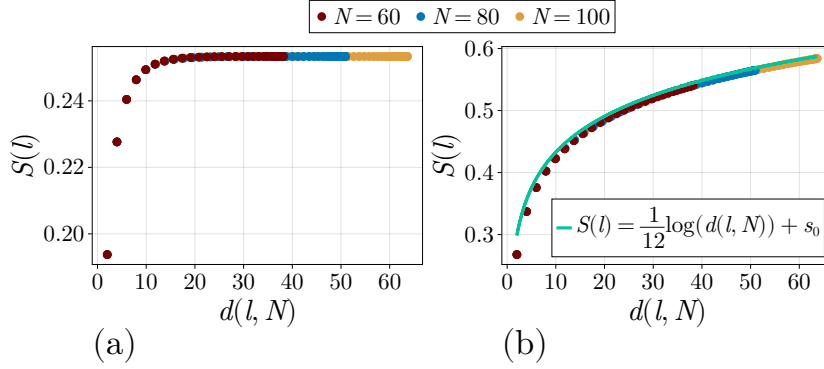 N = 60 N = 80 N = 100
S(l)
0.24
0.22
0.20
0 10 20 30 40 50 60
d(l, N)
(a)
S(l)
0.6
0.5
0.4
0.3
S(l) = 1/12 log(d(l, N)) + s₀
0 10 20 30 40 50 60
d(l, N)
(b)